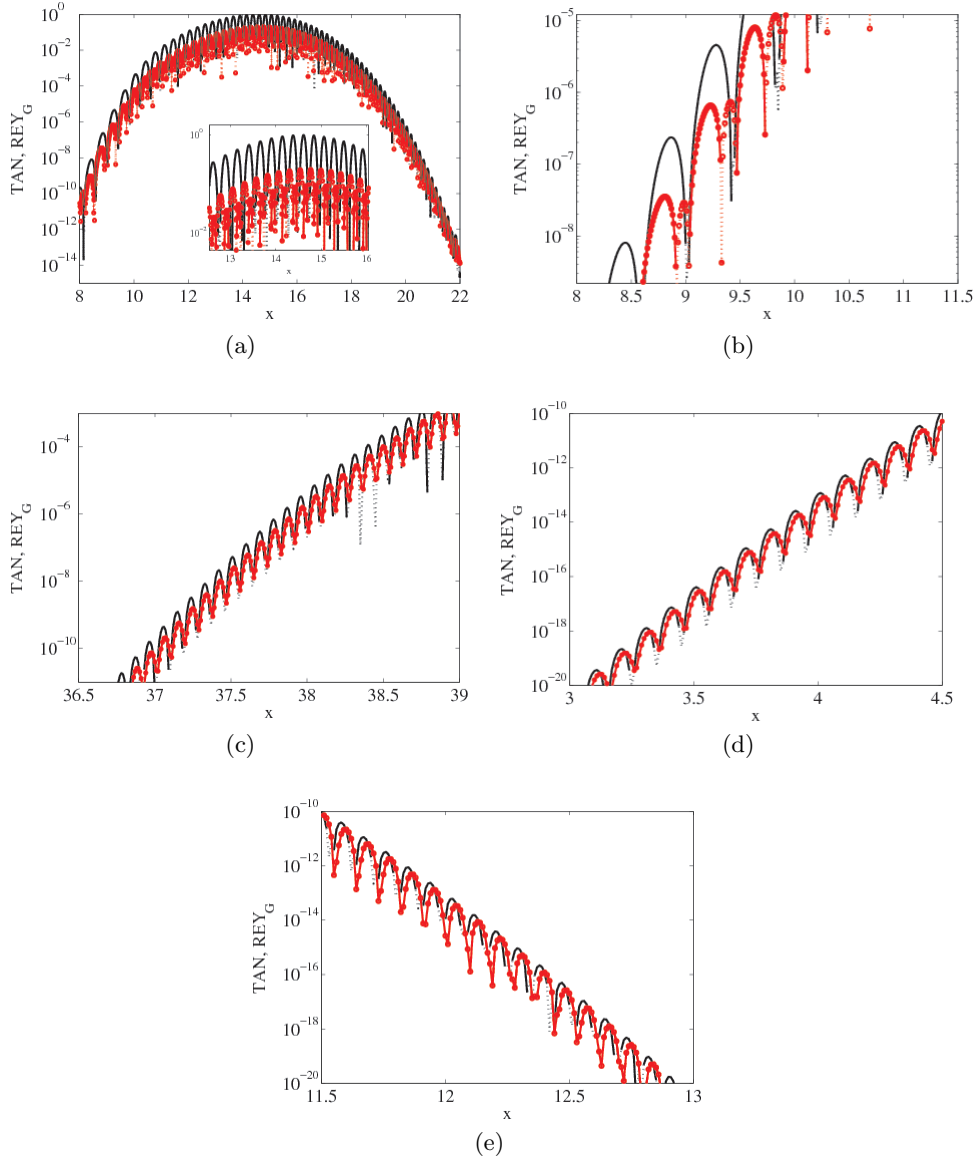 10^0
10^-2
10^-4
10^-6
10^-8
10^-10
10^-12
10^-14
TAN, REY_G
8 10 12 14 16 18 20 22
x
10^0
10^-2
13 14 15 16
x
(a)
10^-5
10^-6
10^-7
10^-8
TAN, REY_G
8 8.5 9 9.5 10 10.5 11 11.5
x
(b)
10^-4
10^-6
10^-8
10^-10
TAN, REY_G
36.5 37 37.5 38 38.5 39
x
(c)
10^-10
10^-12
10^-14
10^-16
10^-18
10^-20
TAN, REY_G
3 3.5 4 4.5
x
(d)
10^-10
10^-12
10^-14
10^-16
10^-18
10^-20
TAN, REY_G
11.5 12 12.5 13
x
(e)